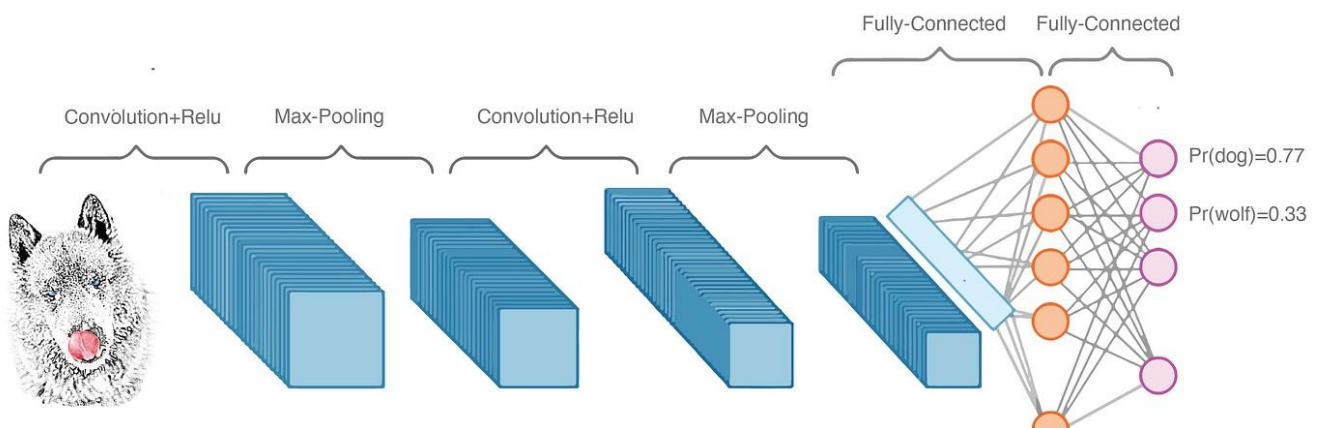 Fully-Connected
Fully-Connected
Convolution+Relu
Max-Pooling
Convolution+Relu
Max-Pooling
Pr(dog)=0.77
Pr(wolf)=0.33